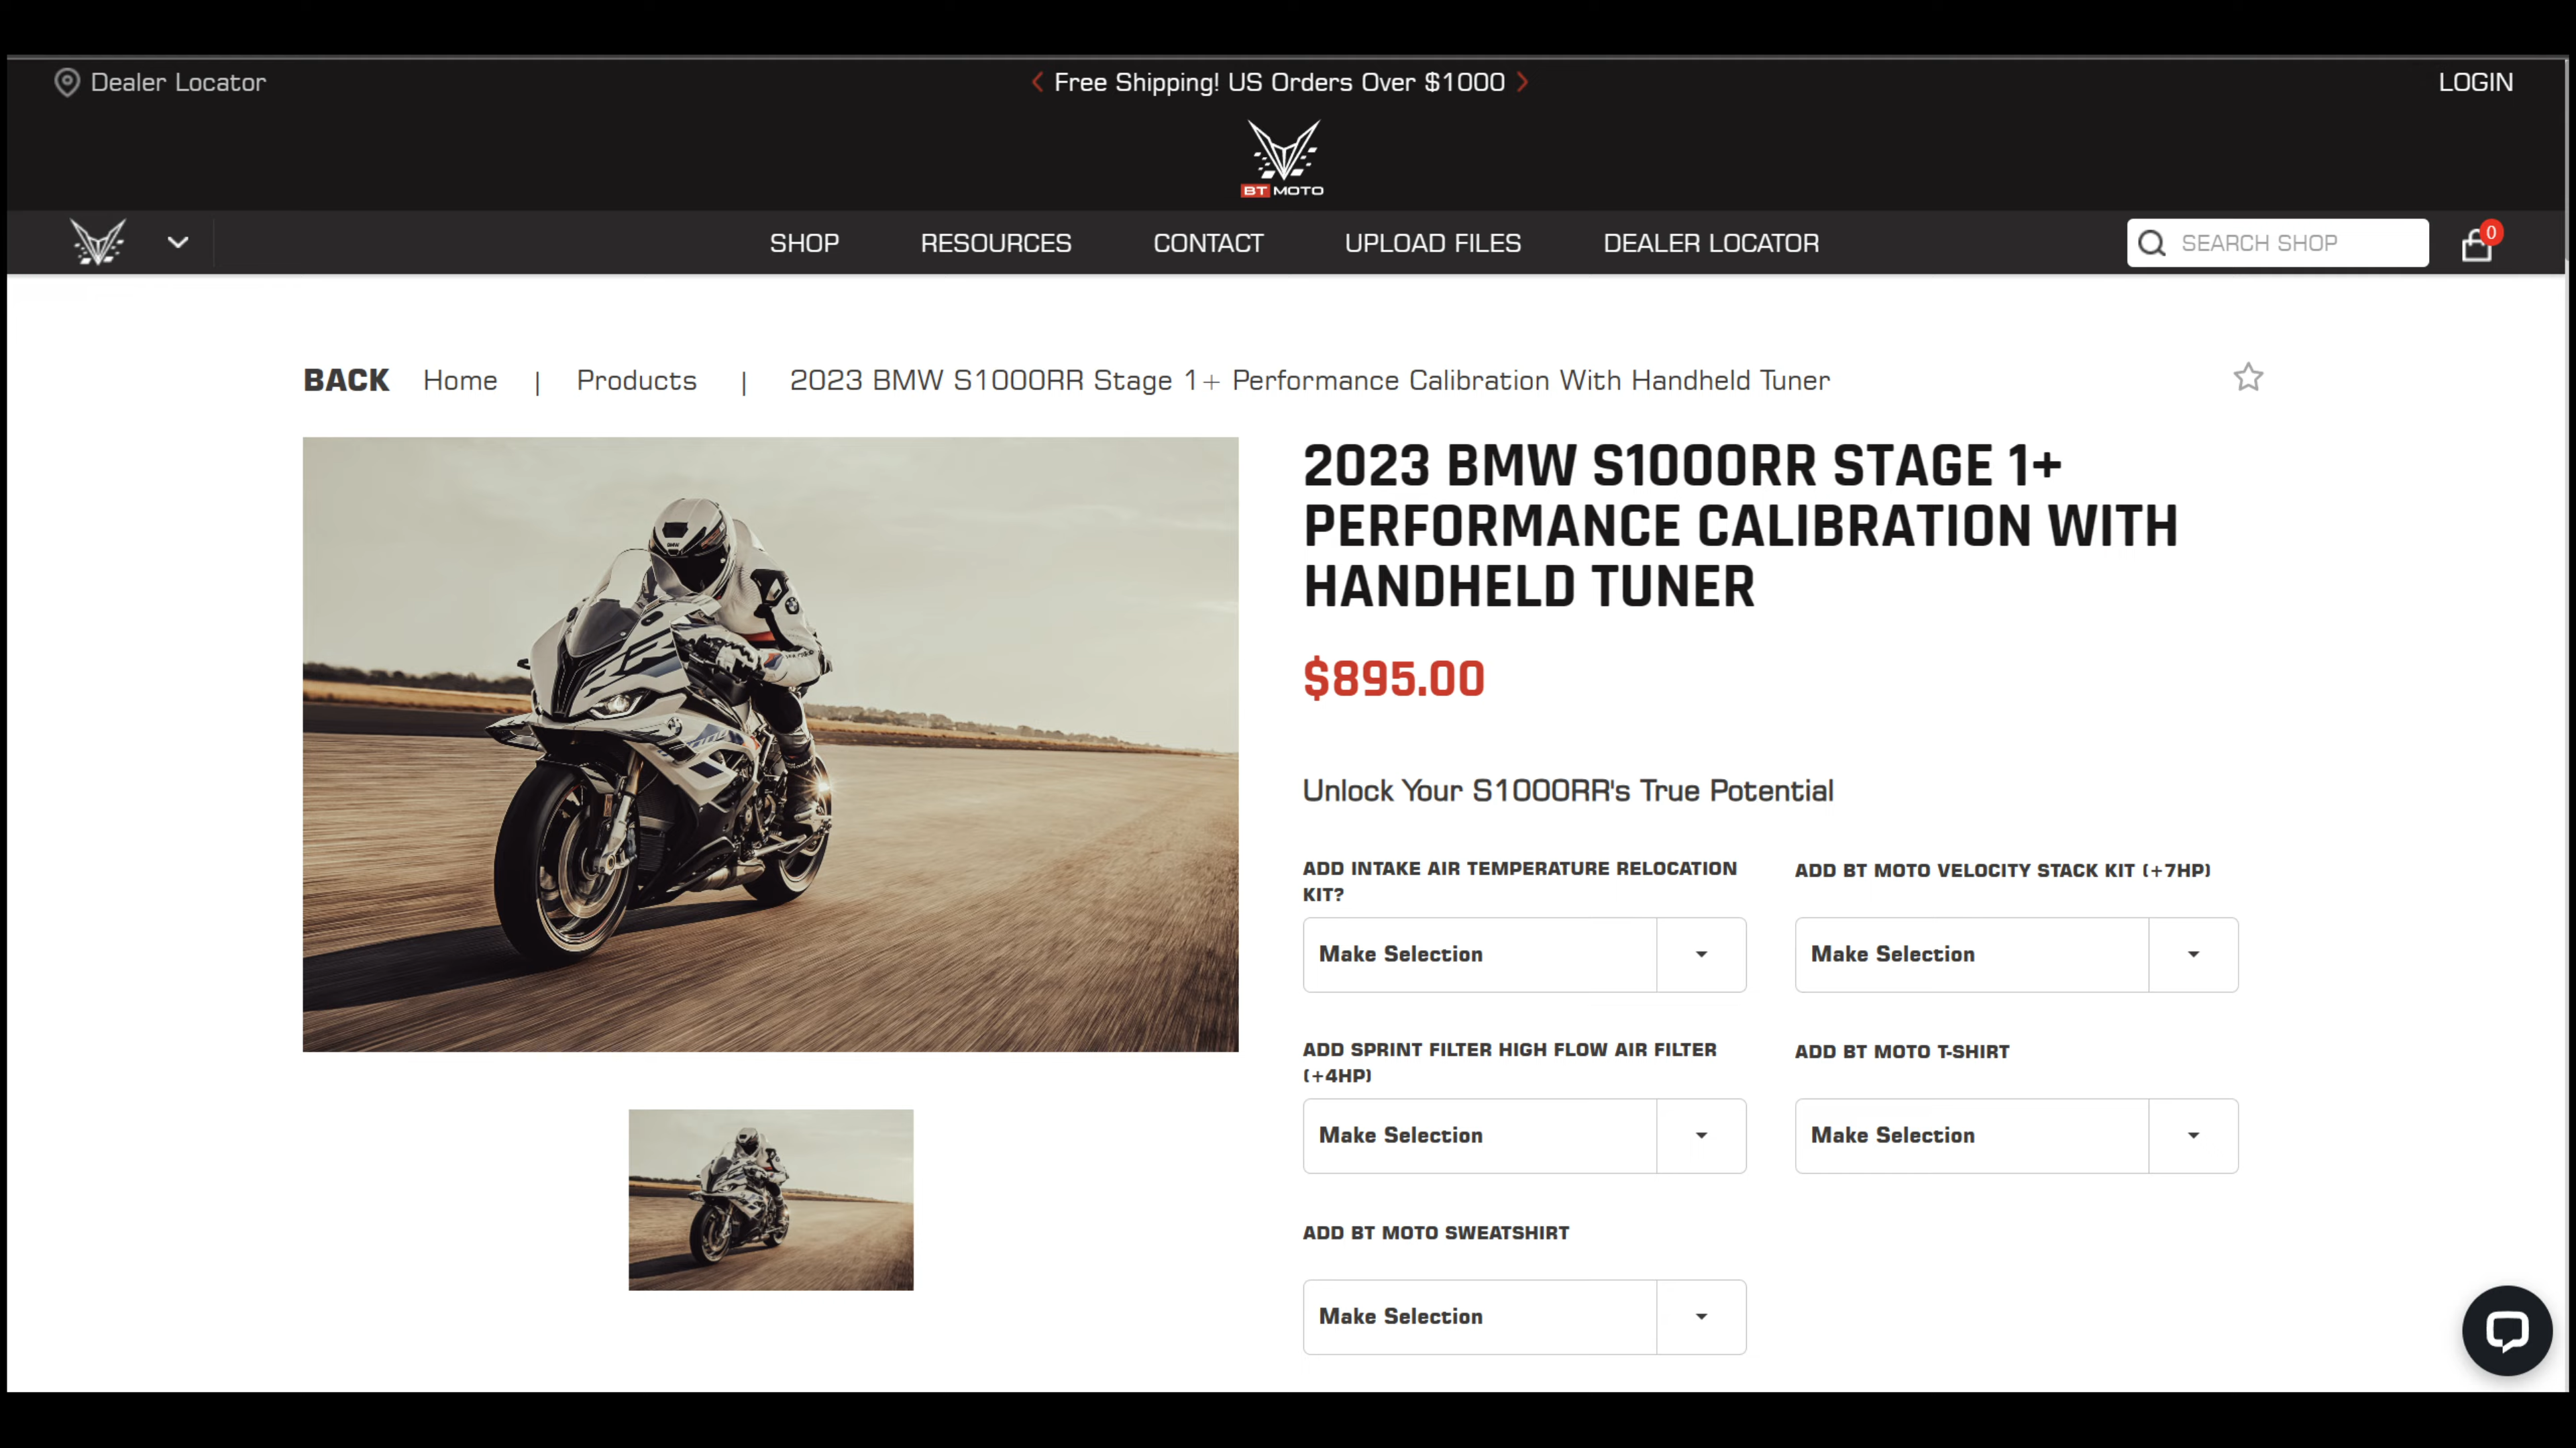 Dealer Locator
Free Shipping! US Orders Over $1000
LOGIN
BT MOTO
SHOP
RESOURCES
CONTACT
UPLOAD FILES
DEALER LOCATOR
SEARCH SHOP
0
BACK Home | Products | 2023 BMW S1000RR Stage 1+ Performance Calibration With Handheld Tuner
2023 BMW S1000RR STAGE 1+
PERFORMANCE CALIBRATION WITH
HANDHELD TUNER
$895.00
Unlock Your S1000RR's True Potential
ADD INTAKE AIR TEMPERATURE RELOCATION
KIT?
Make Selection
ADD BT MOTO VELOCITY STACK KIT (+7HP)
Make Selection
ADD SPRINT FILTER HIGH FLOW AIR FILTER
(+4HP)
Make Selection
ADD BT MOTO T-SHIRT
Make Selection
ADD BT MOTO SWEATSHIRT
Make Selection